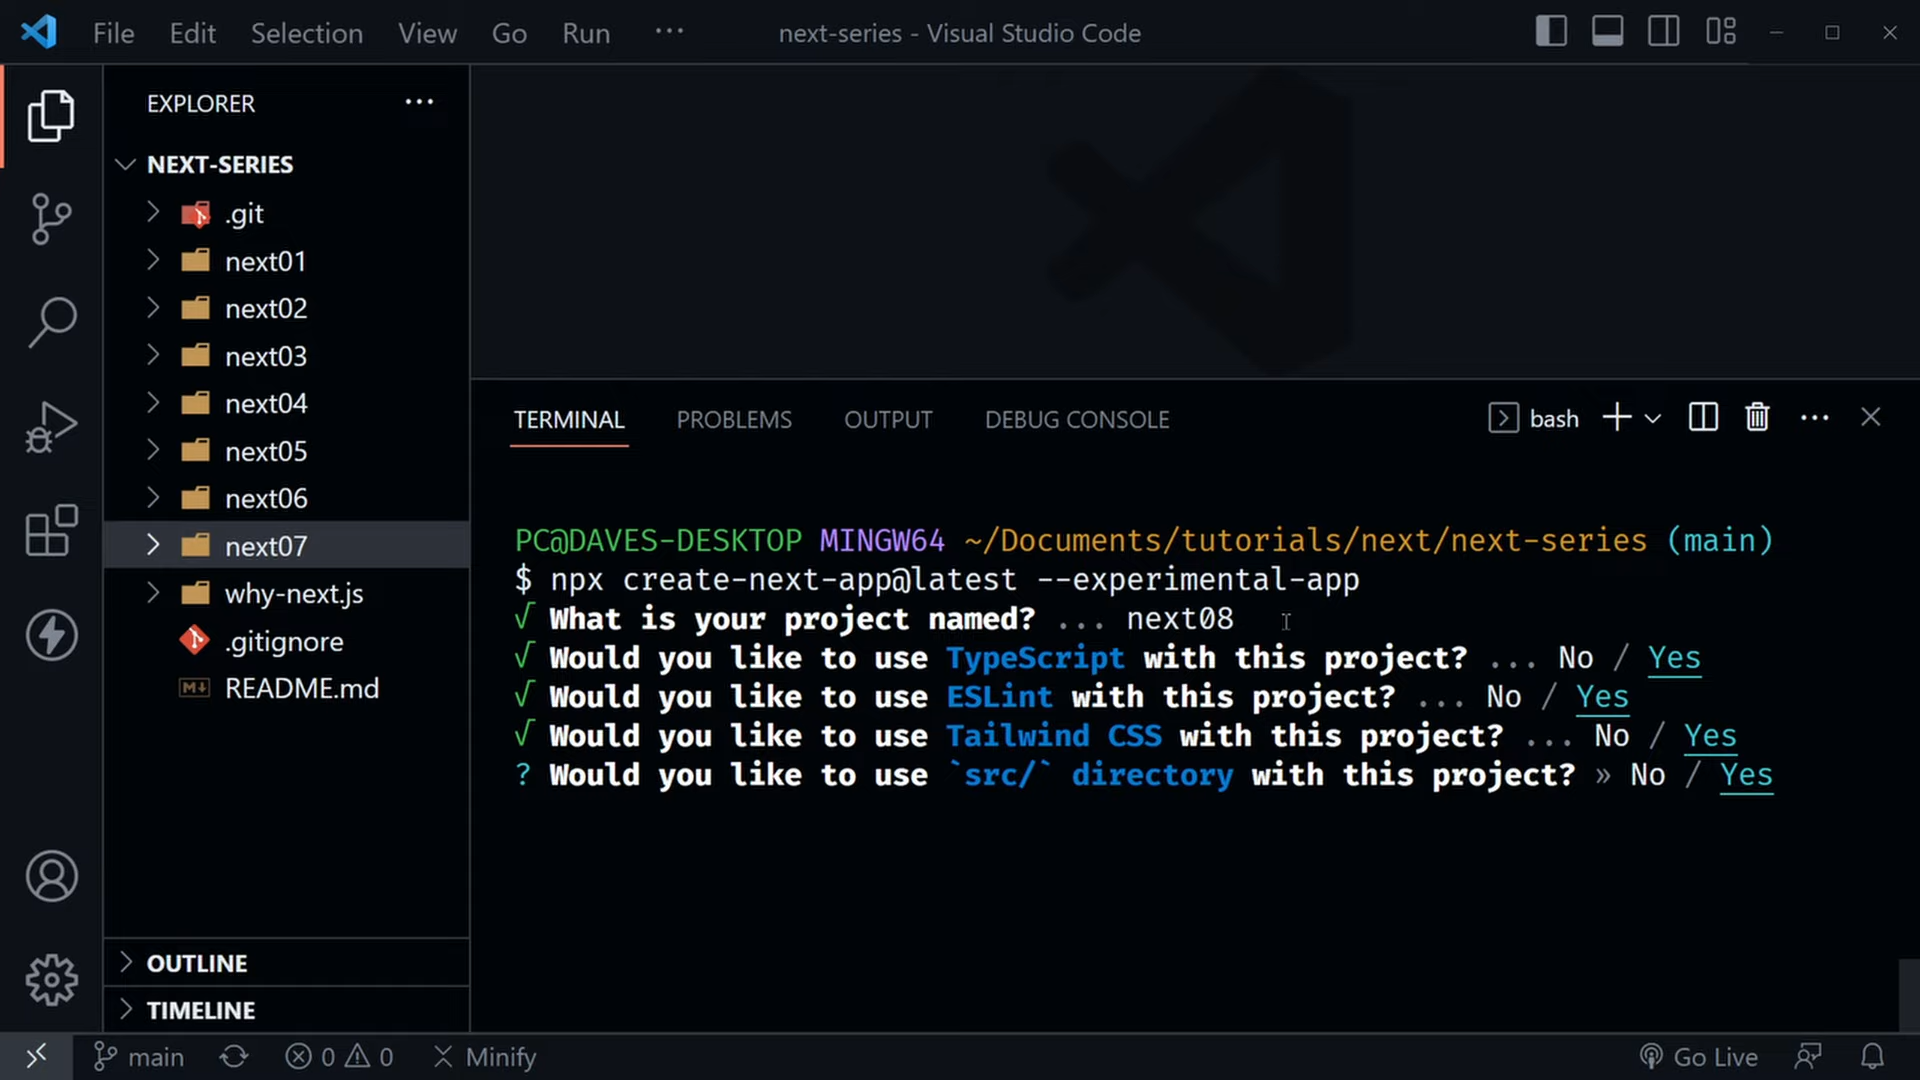 File Edit Selection View Go Run ··· next-series - Visual Studio Code
EXPLORER ···
NEXT-SERIES
.git
next01
next02
next03
next04
next05
next06
next07
why-next.js
.gitignore
README.md
OUTLINE
TIMELINE
TERMINAL PROBLEMS OUTPUT DEBUG CONSOLE bash ···
PC@DAVES-DESKTOP MINGW64 ~/Documents/tutorials/next/next-series (main)
$ npx create-next-app@latest --experimental-app
√ What is your project named? ... next08
√ Would you like to use TypeScript with this project? ... No / Yes
√ Would you like to use ESLint with this project? ... No / Yes
√ Would you like to use Tailwind CSS with this project? ... No / Yes
? Would you like to use `src/` directory with this project? » No / Yes
main 0 0 Minify Go Live